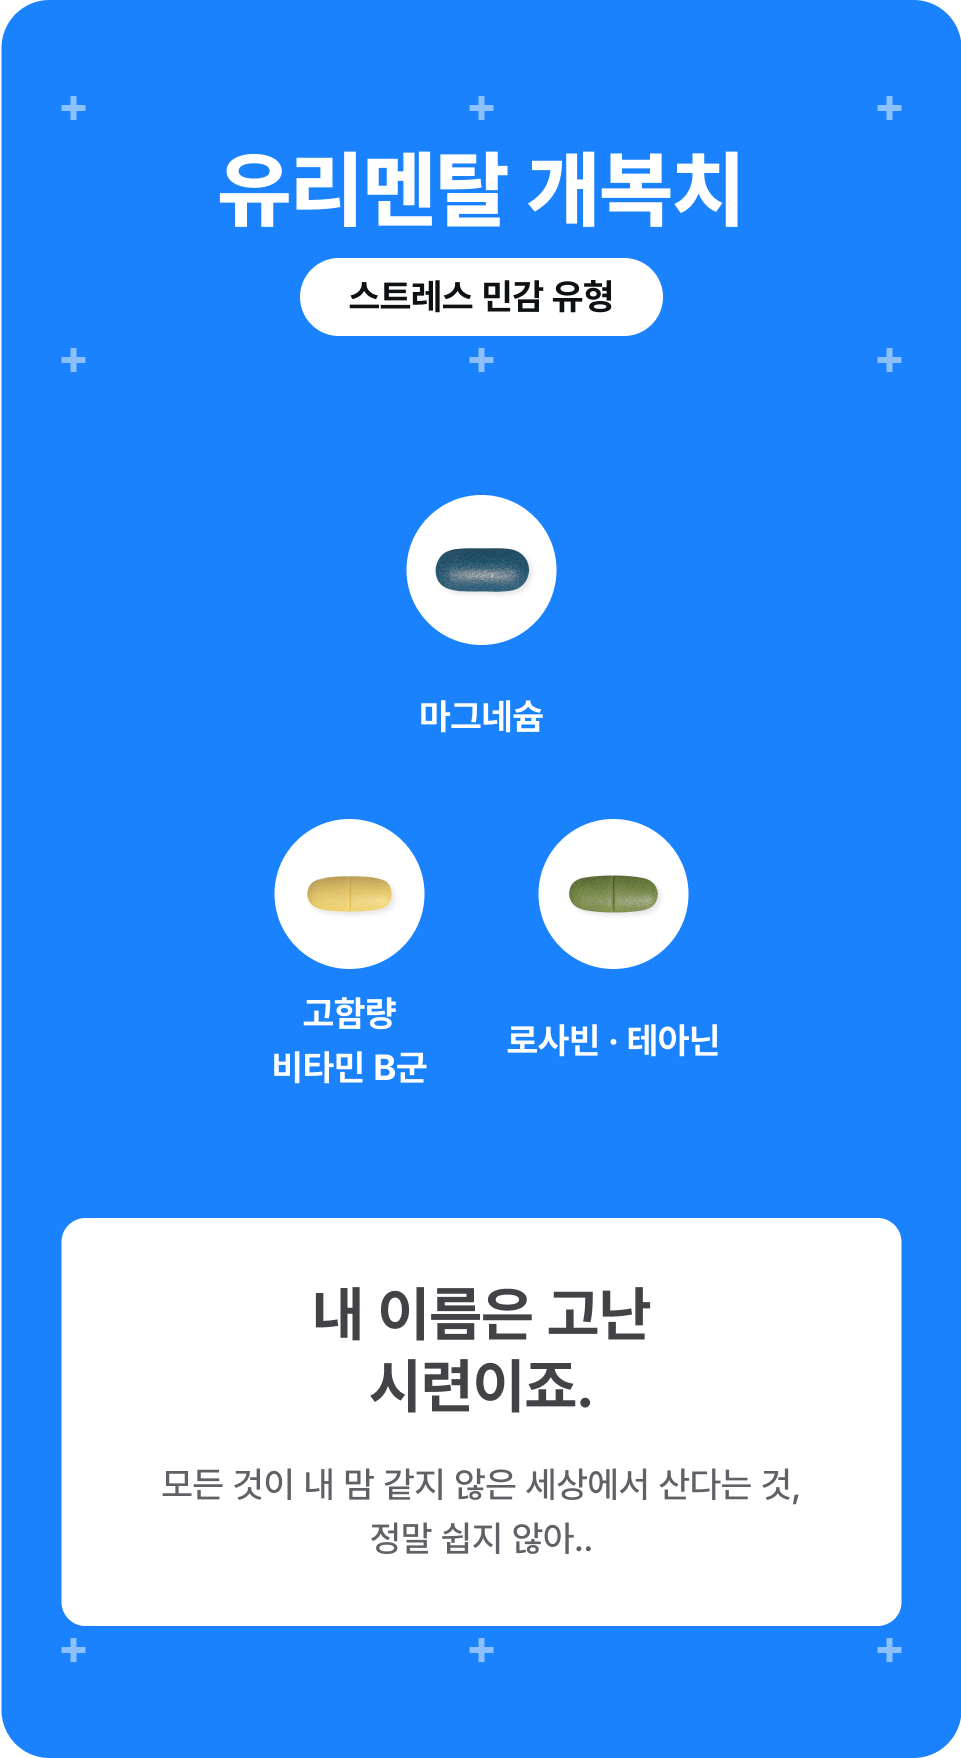 유리멘탈 개복치
스트레스 민감 유형
마그네슘
고함량
비타민 B군
로사빈 · 테아닌
내 이름은 고난
시련이죠.
모든 것이 내 맘 같지 않은 세상에서 산다는 것,
정말 쉽지 않아..